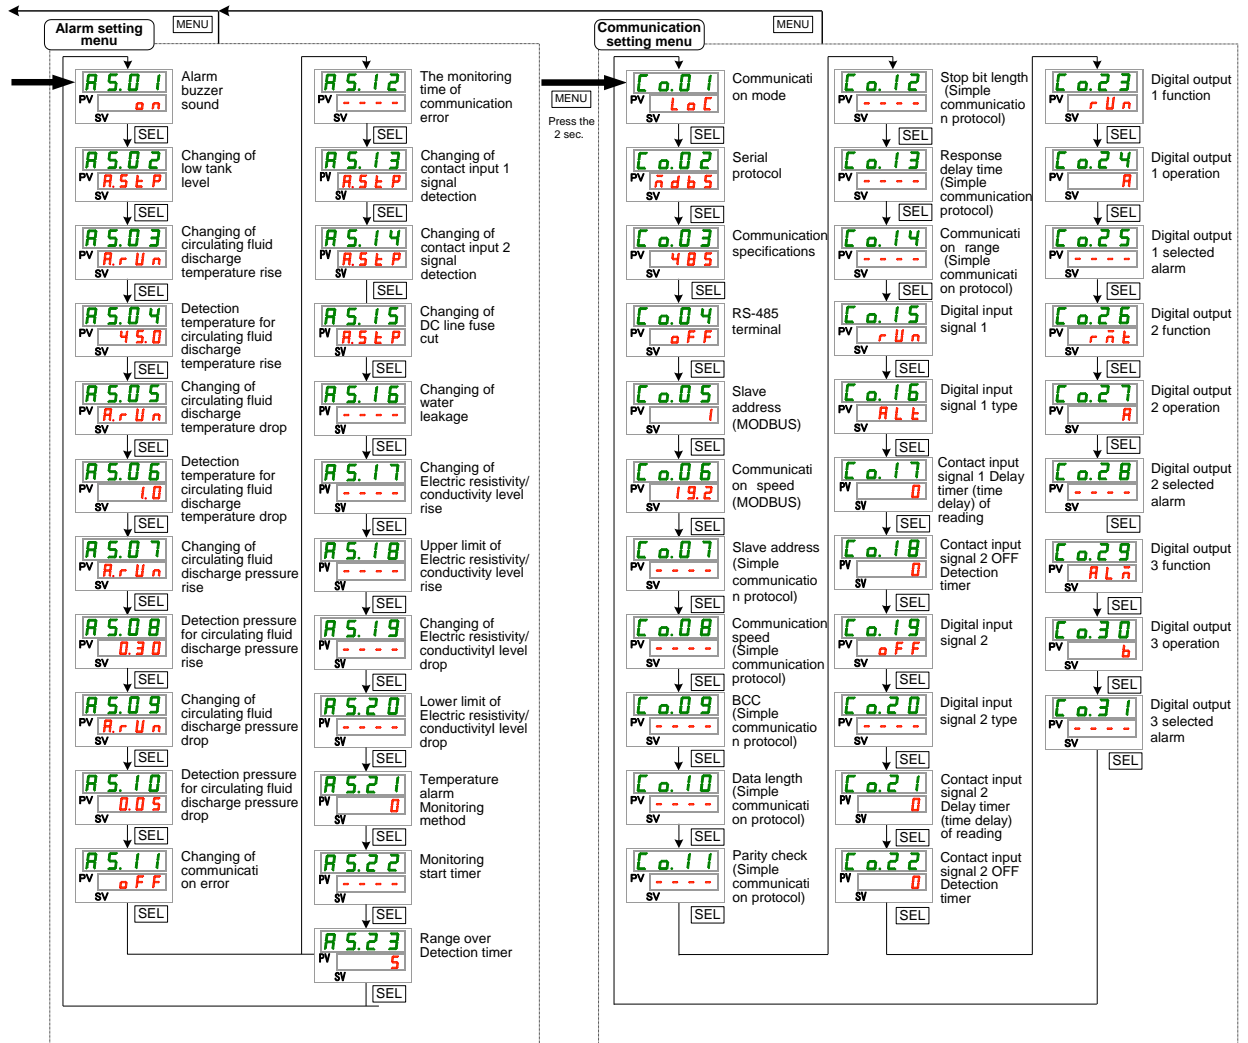 Alarm setting
menu
MENU
AS.01
PV
on
SV
Alarm
buzzer
sound
SEL
AS.02
PV
A.StP
SV
Changing of
low tank
level
SEL
AS.03
PV
A.rUn
SV
Changing of
circulating fluid
discharge
temperature rise
SEL
AS.04
PV
45.0
SV
Detection
temperature for
circulating fluid
discharge
temperature rise
SEL
AS.05
PV
A.rUn
SV
Changing of
circulating fluid
discharge
temperature drop
SEL
AS.06
PV
1.0
SV
Detection
temperature for
circulating fluid
discharge
temperature drop
SEL
AS.07
PV
A.rUn
SV
Changing of
circulating fluid
discharge pressure
rise
SEL
AS.08
PV
0.30
SV
Detection pressure
for circulating fluid
discharge pressure
rise
SEL
AS.09
PV
A.rUn
SV
Changing of
circulating fluid
discharge pressure
drop
SEL
AS.10
PV
0.05
SV
Detection pressure
for circulating fluid
discharge pressure
drop
SEL
AS.11
PV
oFF
SV
Changing of
communicati
on error
SEL
AS.12
PV
----
SV
The monitoring
time of
communication
error
SEL
AS.13
PV
A.StP
SV
Changing of
contact input 1
signal
detection
SEL
AS.14
PV
A.StP
SV
Changing of
contact input 2
signal
detection
SEL
AS.15
PV
A.StP
SV
Changing of
DC line fuse
cut
SEL
AS.16
PV
----
SV
Changing of
water
leakage
SEL
AS.17
PV
----
SV
Changing of
Electric resistivity/
conductivity level
rise
SEL
AS.18
PV
----
SV
Upper limit of
Electric resistivity/
conductivity level
rise
SEL
AS.19
PV
----
SV
Changing of
Electric resistivity/
conductivityl level
drop
SEL
AS.20
PV
----
SV
Lower limit of
Electric resistivity/
conductivityl level
drop
SEL
AS.21
PV
0
SV
Temperature
alarm
Monitoring
method
SEL
AS.22
PV
----
SV
Monitoring
start timer
SEL
AS.23
PV
5
SV
Range over
Detection timer
SEL
MENU
Press the
2 sec.
Communication
setting menu
MENU
Co.01
PV
LoC
SV
Communicati
on mode
SEL
Co.02
PV
m̄dbS
SV
Serial
protocol
SEL
Co.03
PV
485
SV
Communication
specifications
SEL
Co.04
PV
oFF
SV
RS-485
terminal
SEL
Co.05
PV
1
SV
Slave
address
(MODBUS)
SEL
Co.06
PV
19.2
SV
Communicati
on speed
(MODBUS)
SEL
Co.07
PV
----
SV
Slave address
(Simple
communicatio
n protocol)
SEL
Co.08
PV
----
SV
Communication
speed
(Simple
communication
protocol)
SEL
Co.09
PV
----
SV
BCC
(Simple
communicatio
n protocol)
SEL
Co.10
PV
----
SV
Data length
(Simple
communicati
on protocol)
SEL
Co.11
PV
----
SV
Parity check
(Simple
communicati
on protocol)
SEL
Co.12
PV
----
SV
Stop bit length
(Simple
communicatio
n protocol)
SEL
Co.13
PV
----
SV
Response
delay time
(Simple
communication
protocol)
SEL
Co.14
PV
----
SV
Communicati
on range
(Simple
communicati
on protocol)
SEL
Co.15
PV
rUn
SV
Digital input
signal 1
SEL
Co.16
PV
ALt
SV
Digital input
signal 1 type
SEL
Co.17
PV
0
SV
Contact input
signal 1 Delay
timer (time
delay) of
reading
SEL
Co.18
PV
0
SV
Contact input
signal 2 OFF
Detection
timer
SEL
Co.19
PV
oFF
SV
Digital input
signal 2
SEL
Co.20
PV
----
SV
Digital input
signal 2 type
SEL
Co.21
PV
0
SV
Contact input
signal 2
Delay timer
(time delay)
of reading
SEL
Co.22
PV
0
SV
Contact input
signal 2 OFF
Detection
timer
SEL
Co.23
PV
rUn
SV
Digital output
1 function
SEL
Co.24
PV
A
SV
Digital output
1 operation
SEL
Co.25
PV
----
SV
Digital output
1 selected
alarm
SEL
Co.26
PV
rm̄t
SV
Digital output
2 function
SEL
Co.27
PV
A
SV
Digital output
2 operation
SEL
Co.28
PV
----
SV
Digital output
2 selected
alarm
SEL
Co.29
PV
ALm̄
SV
Digital output
3 function
SEL
Co.30
PV
b
SV
Digital output
3 operation
SEL
Co.31
PV
----
SV
Digital output
3 selected
alarm
SEL